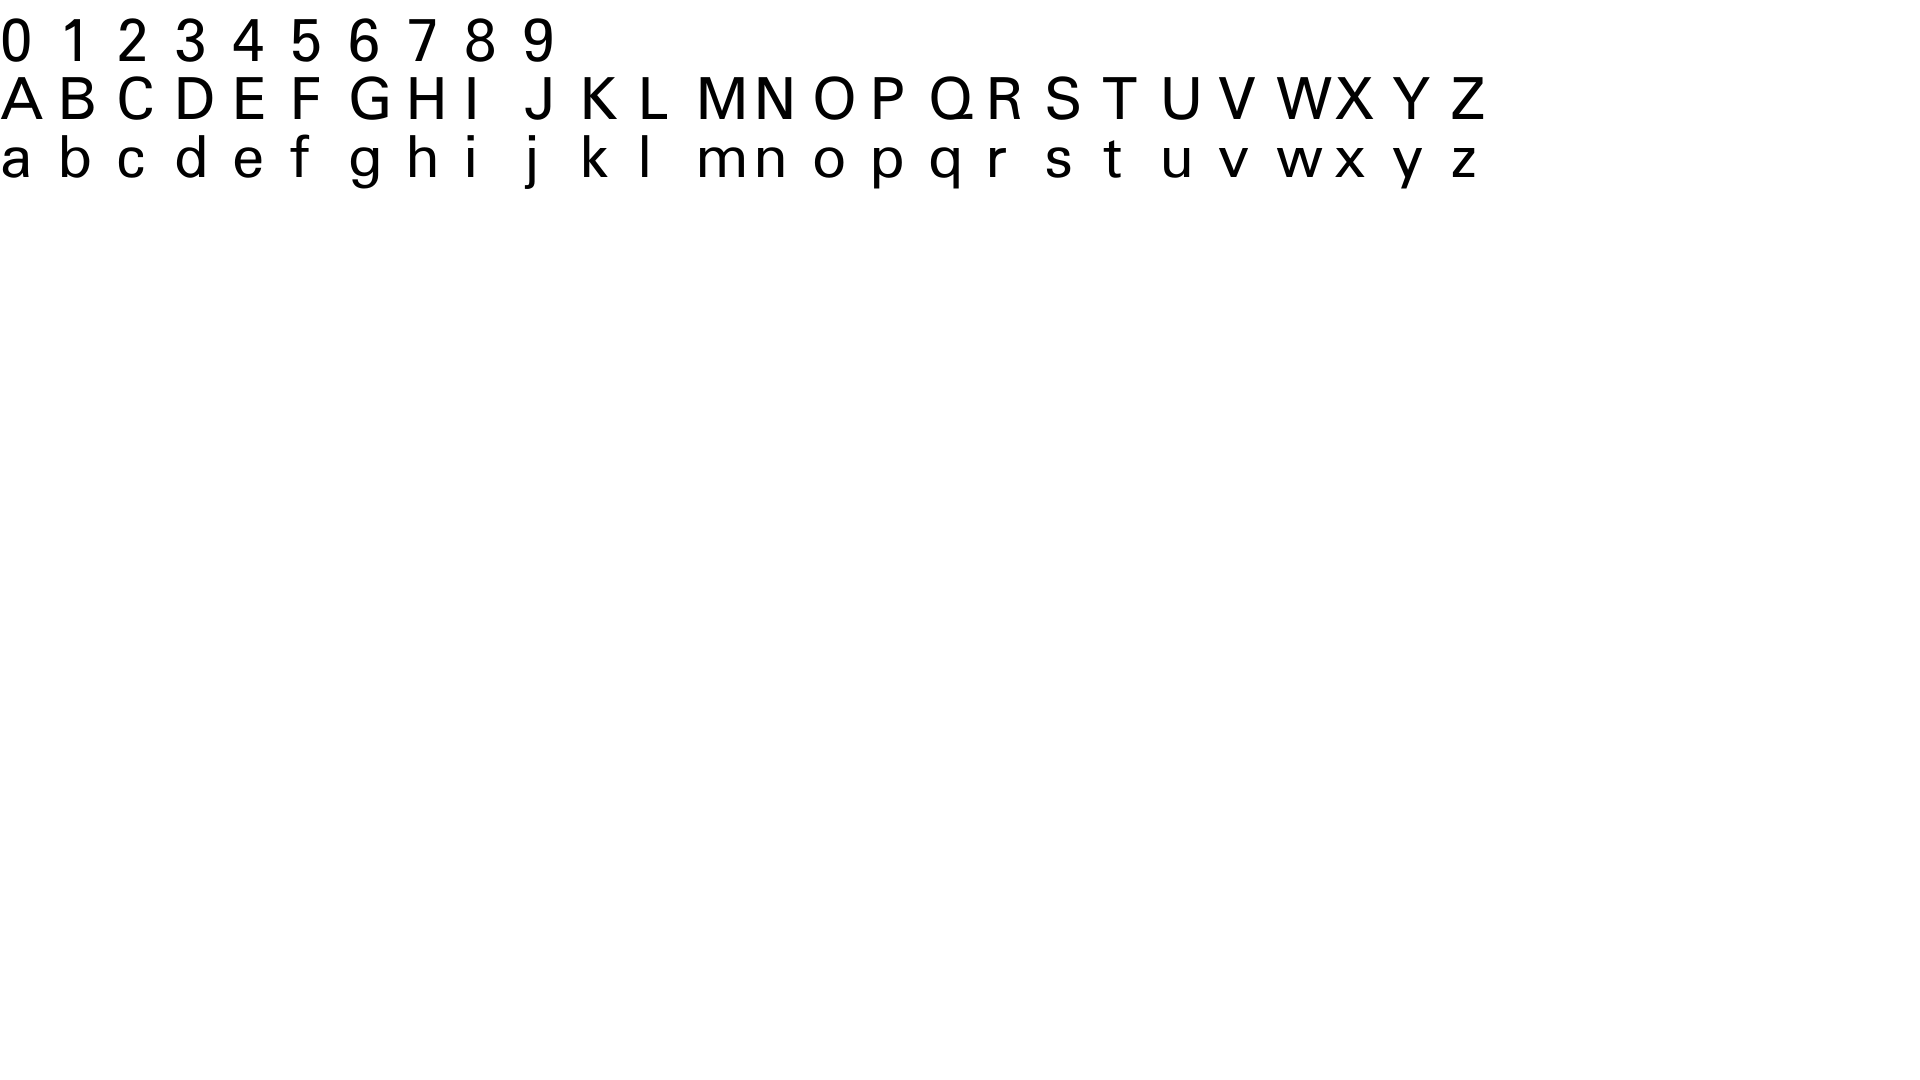 0 1 2 3 4 5 6 7 8 9
A B C D E F G H I J K L M N O P Q R S T U V W X Y Z
a b c d e f g h i j k l m n o p q r s t u v w x y z